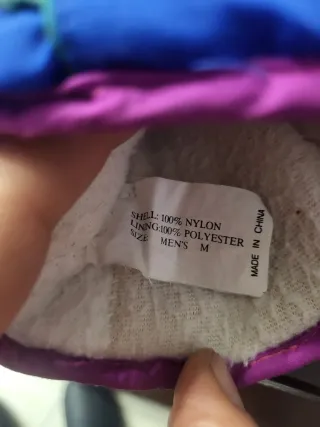 SHELL: 100% NYLON
LINING:100% POLYESTER
SIZE MEN'S M
MADE IN CHINA